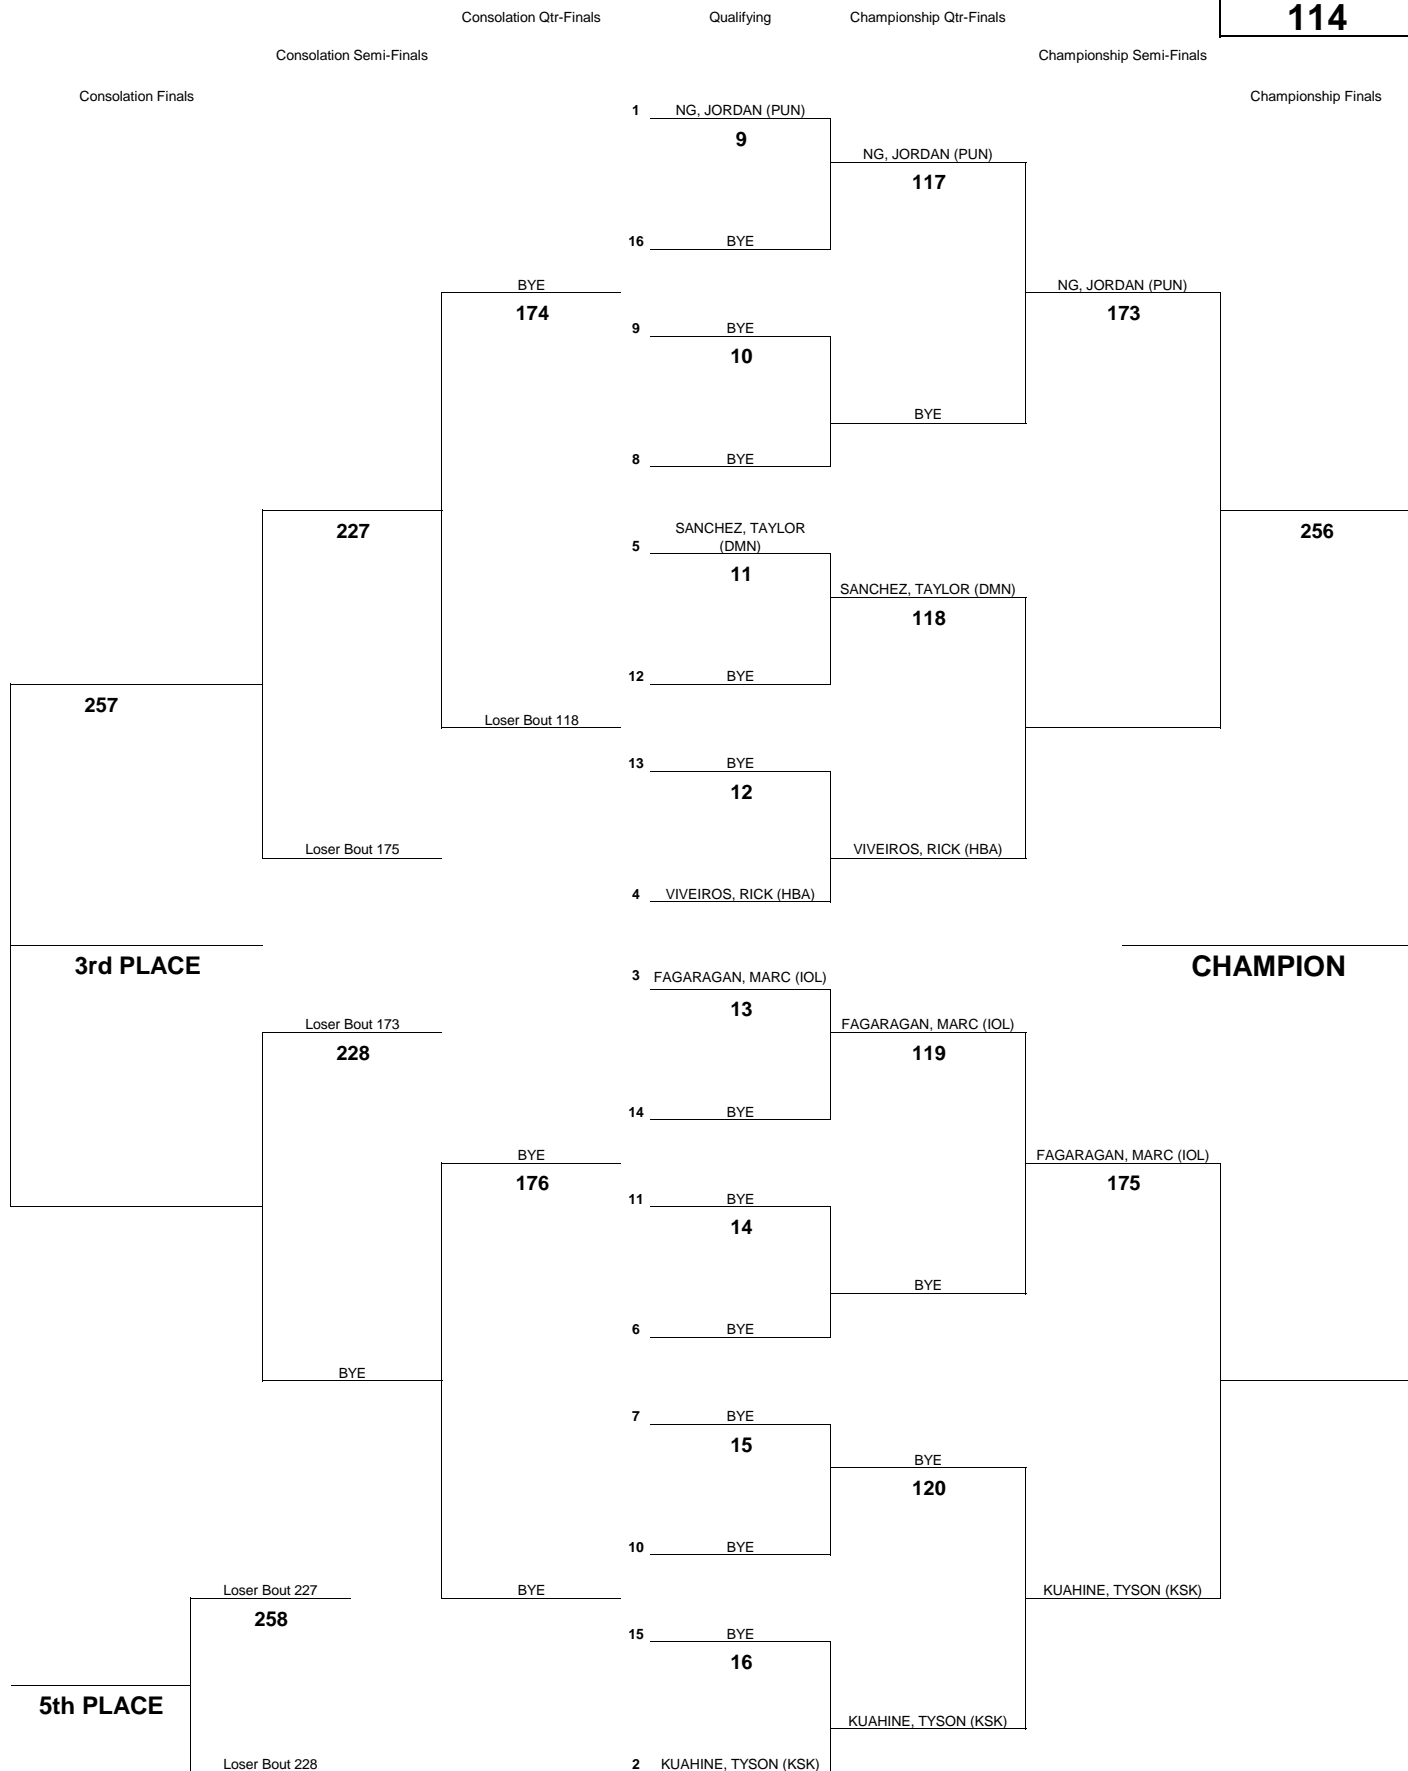 Consolation Qtr-Finals Qualifying Championship Qtr-Finals 114
Consolation Semi-Finals Championship Semi-Finals
Consolation Finals Championship Finals
1 NG, JORDAN (PUN)
9
NG, JORDAN (PUN)
117
16 BYE
BYE NG, JORDAN (PUN)
174 173
9 BYE
10
BYE
8 BYE
227 256
SANCHEZ, TAYLOR
5 (DMN)
11
SANCHEZ, TAYLOR (DMN)
118
12 BYE
257
Loser Bout 118
13 BYE
12
Loser Bout 175 VIVEIROS, RICK (HBA)
4 VIVEIROS, RICK (HBA)
3rd PLACE CHAMPION
3 FAGARAGAN, MARC (IOL)
13
Loser Bout 173 FAGARAGAN, MARC (IOL)
228 119
14 BYE
BYE FAGARAGAN, MARC (IOL)
176 175
11 BYE
14
BYE
6 BYE
BYE
7 BYE
15
BYE
120
10 BYE
Loser Bout 227 BYE KUAHINE, TYSON (KSK)
258
15 BYE
16
5th PLACE
KUAHINE, TYSON (KSK)
Loser Bout 228 2 KUAHINE, TYSON (KSK)